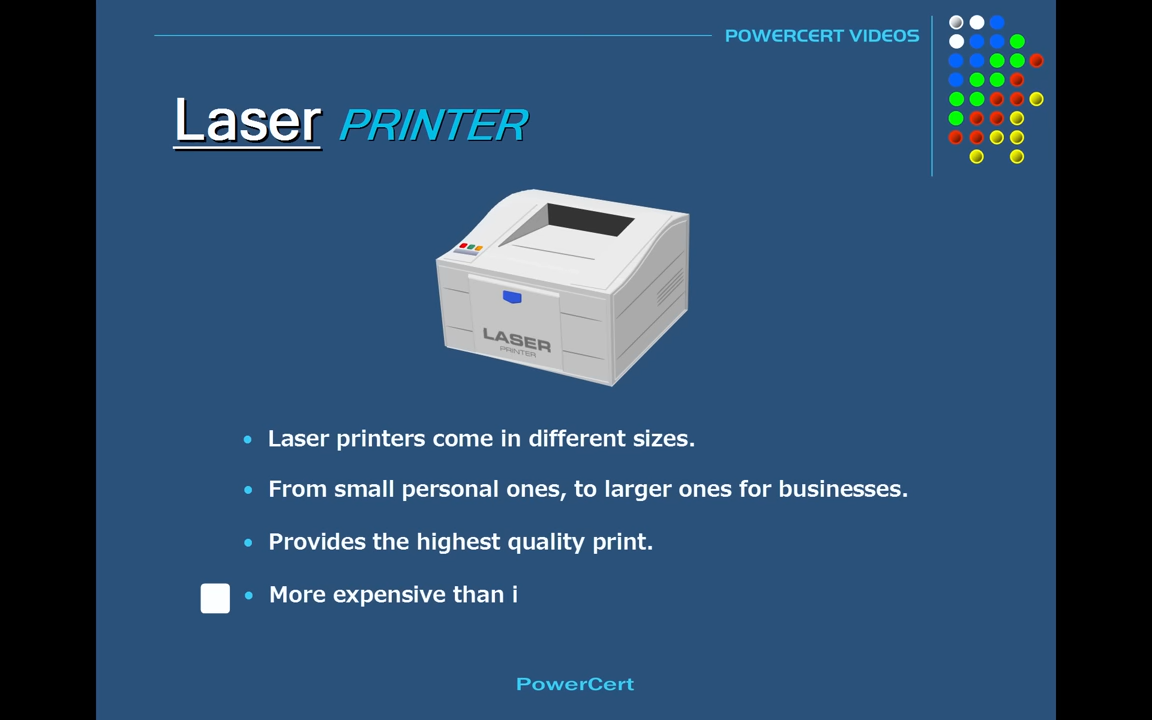 POWERCERT VIDEOS
Laser PRINTER
LASER
PRINTER
• Laser printers come in different sizes.
• From small personal ones, to larger ones for businesses.
• Provides the highest quality print.
• More expensive than i
PowerCert